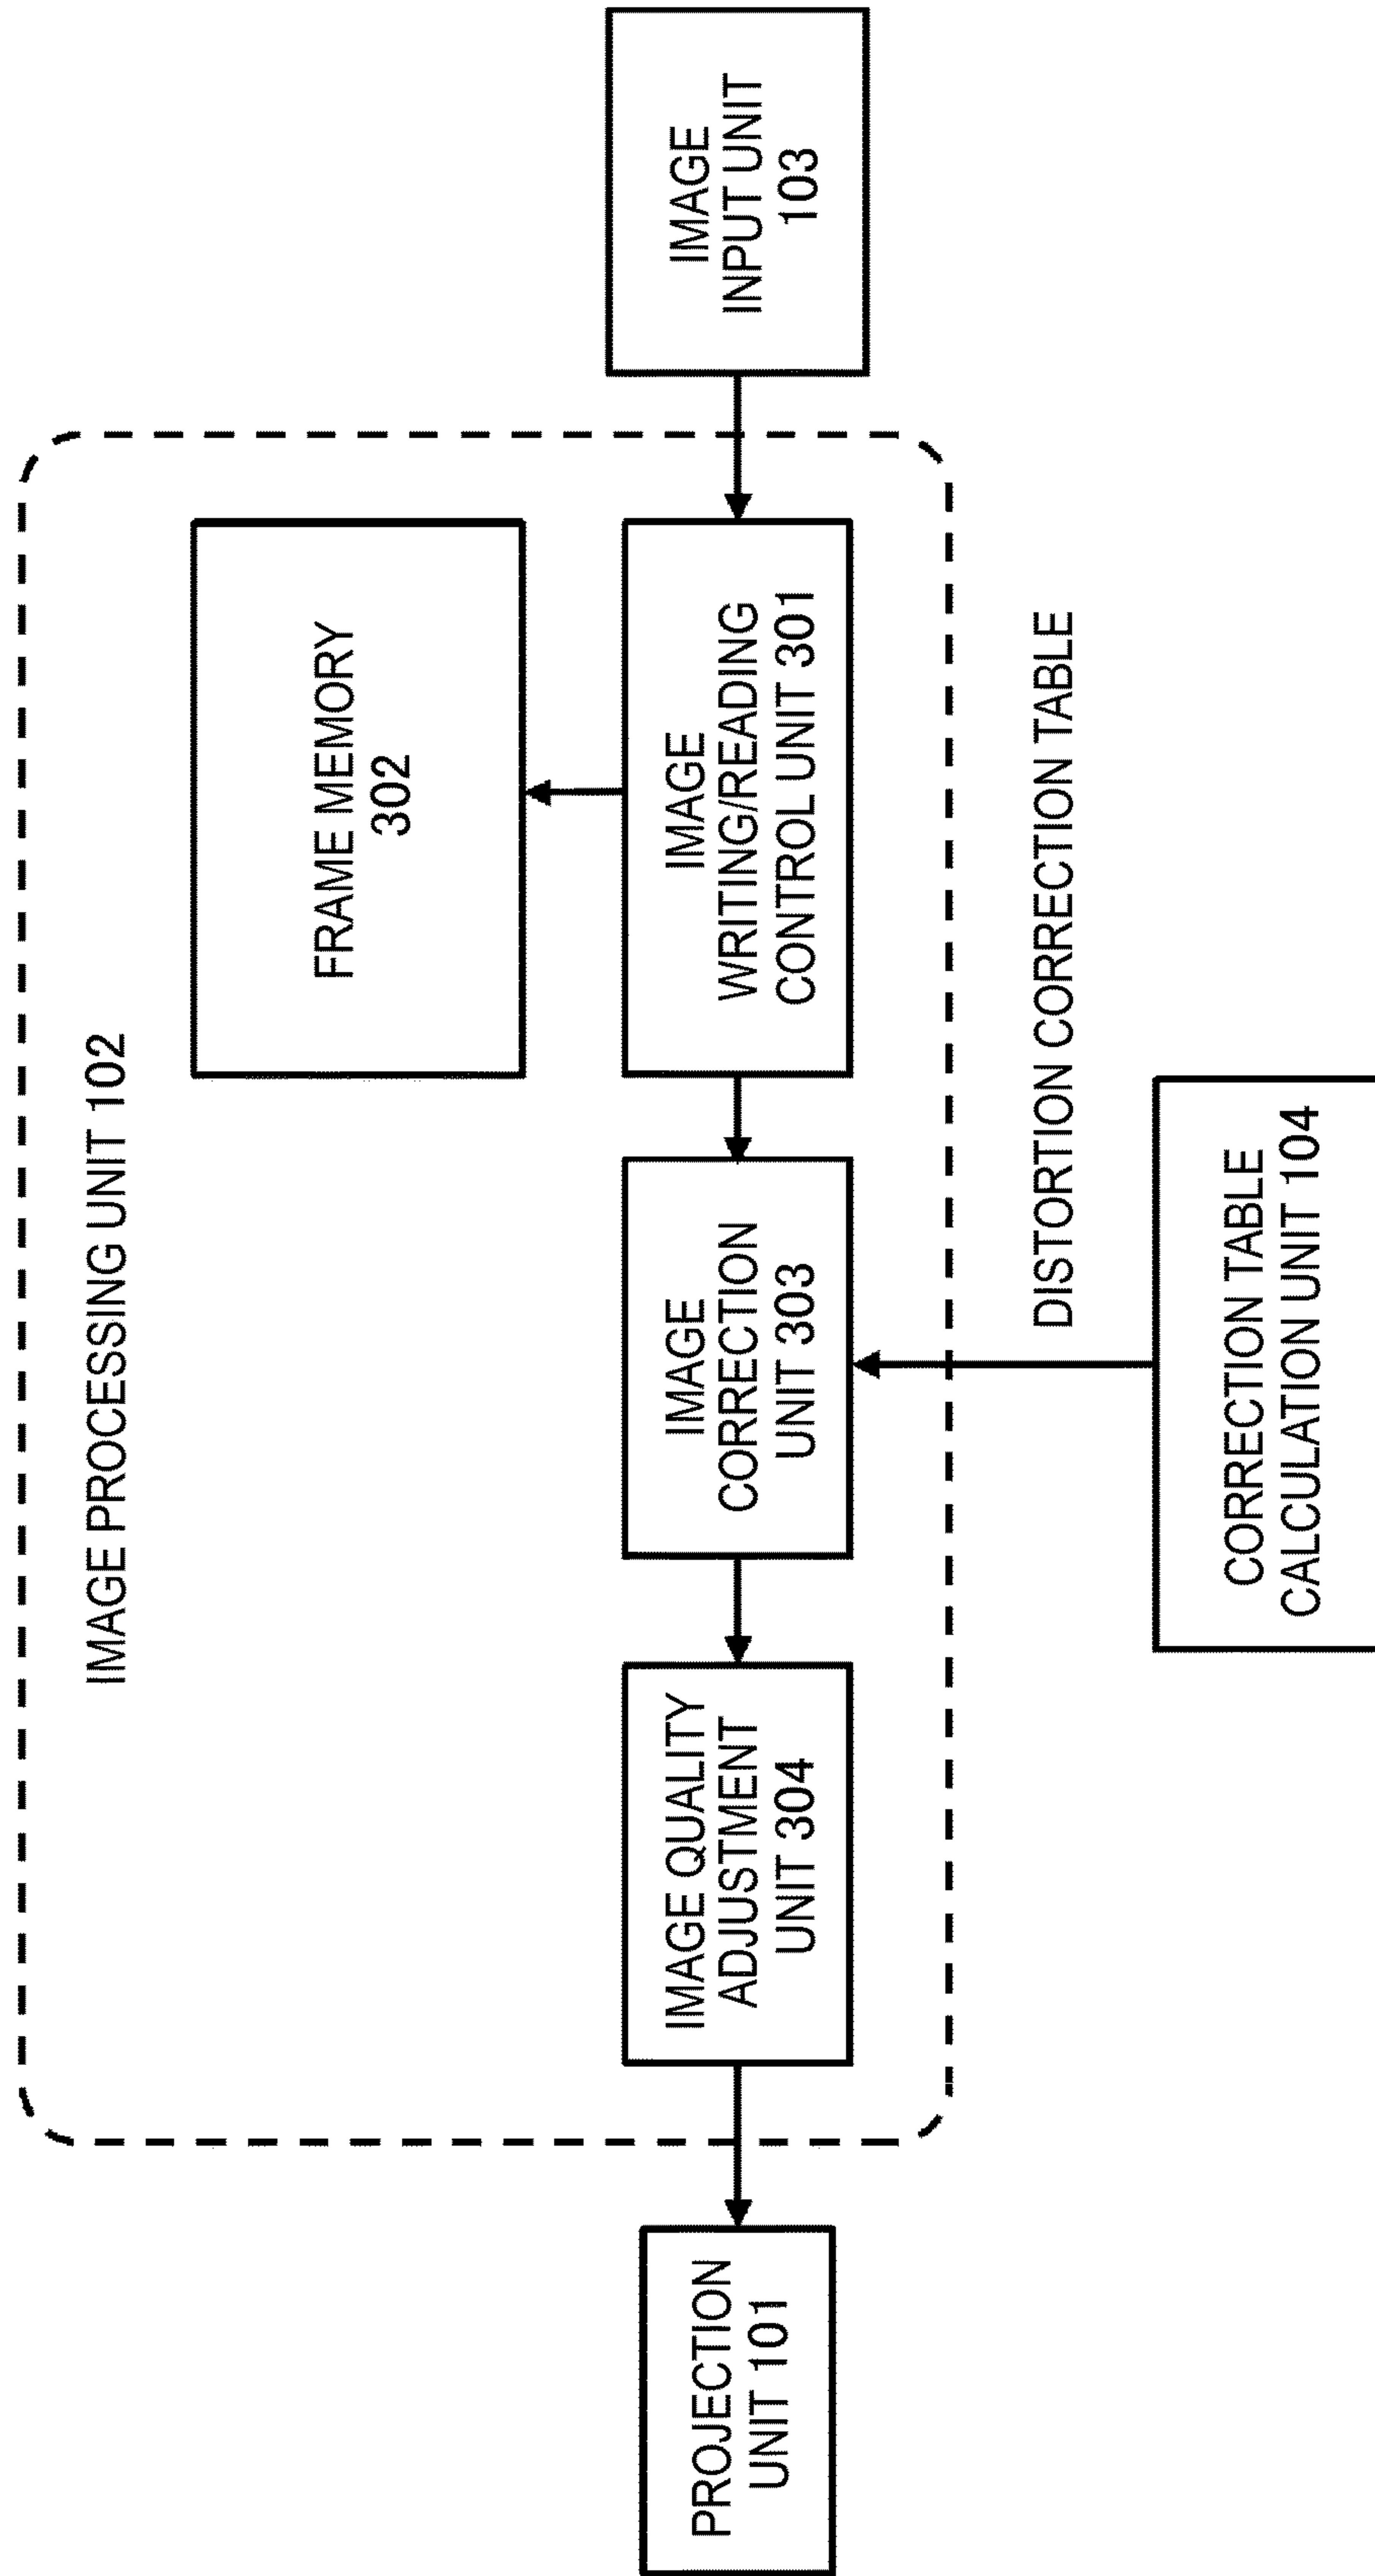 IMAGE PROCESSING UNIT 102
FRAME MEMORY
302
PROJECTION
UNIT 101
IMAGE QUALITY
ADJUSTMENT
UNIT 304
IMAGE
CORRECTION
UNIT 303
IMAGE
WRITING/READING
CONTROL UNIT 301
IMAGE
INPUT UNIT
103
DISTORTION CORRECTION TABLE
CORRECTION TABLE
CALCULATION UNIT 104